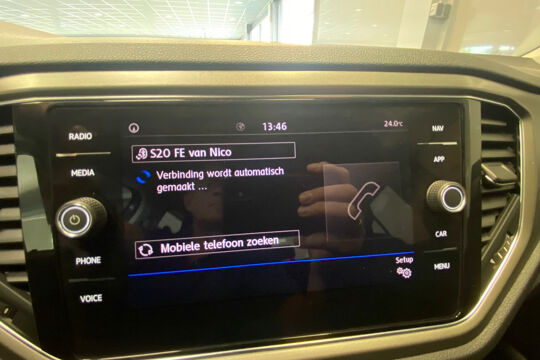 RADIO
MEDIA
PHONE
VOICE
13:46
24.0°C
S20 FE van Nico
Verbinding wordt automatisch
gemaakt ...
Mobiele telefoon zoeken
Setup
NAV
APP
CAR
MENU